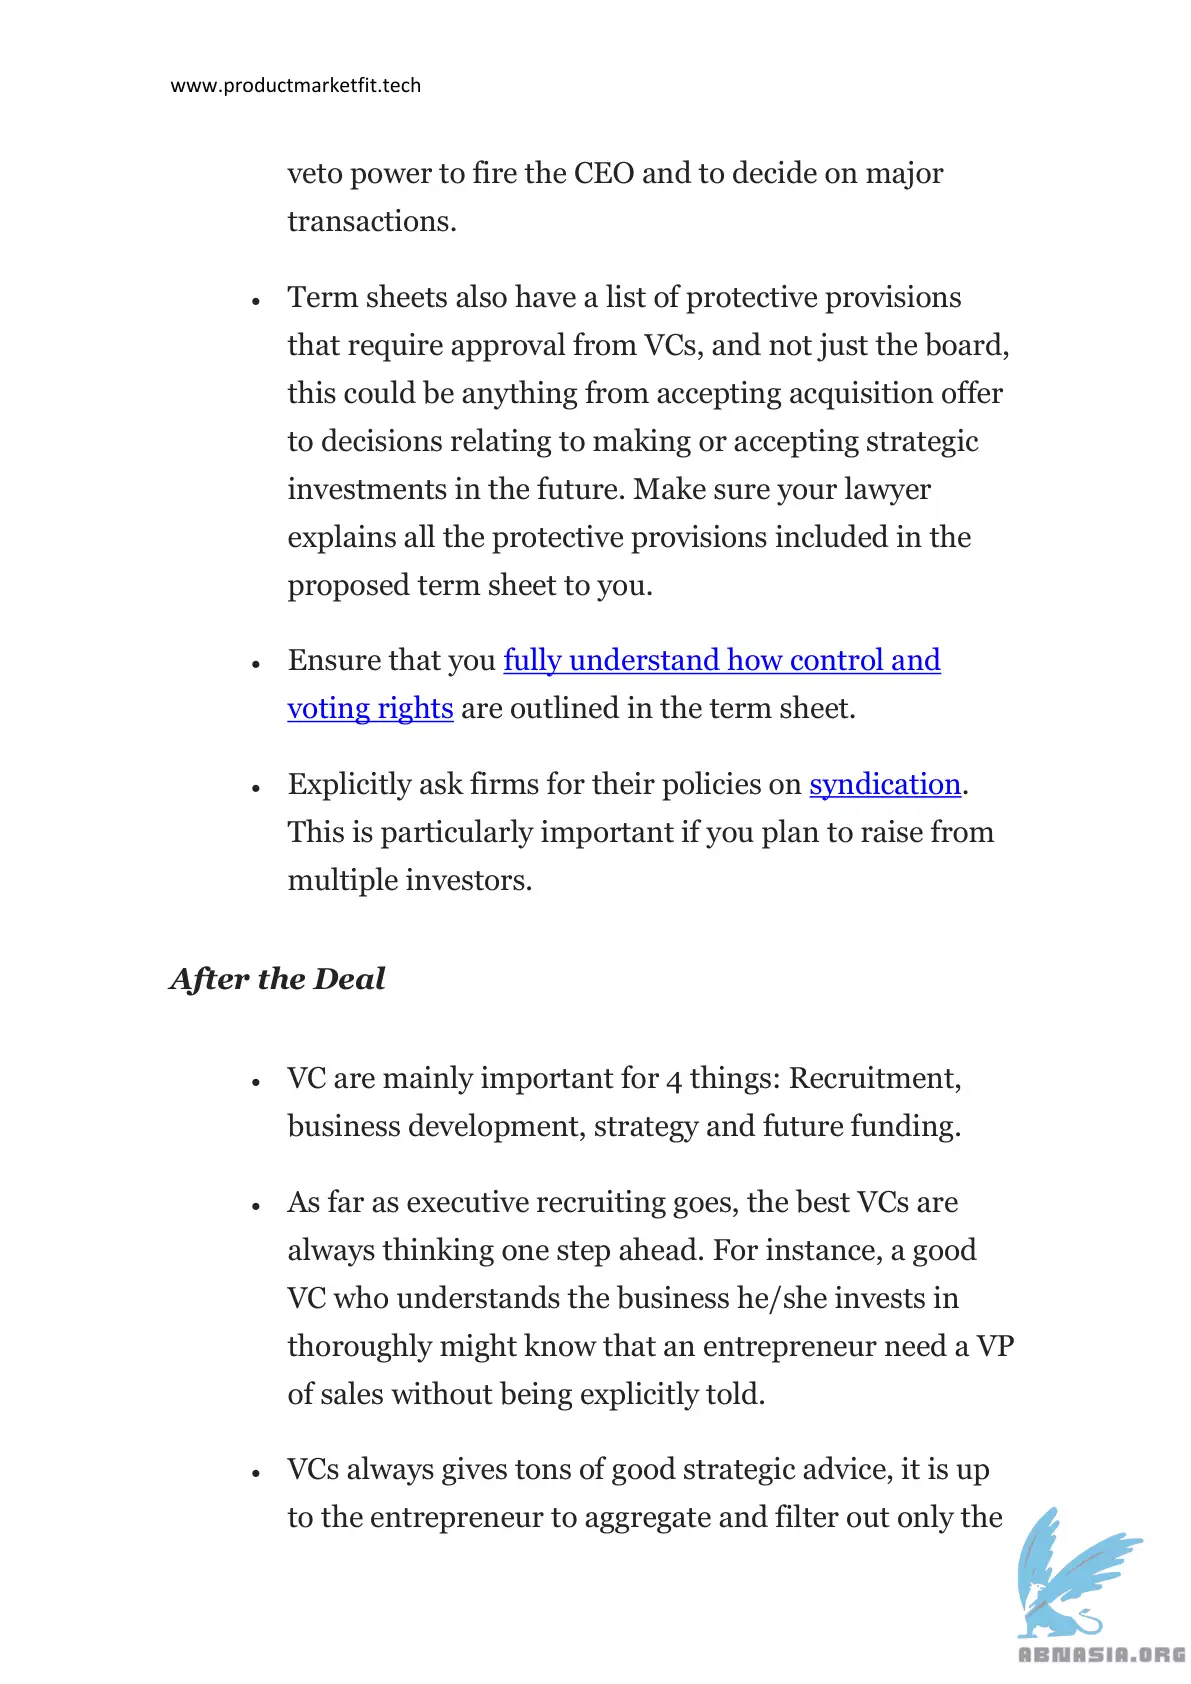 www.productmarketfit.tech
veto power to fire the CEO and to decide on major
transactions.
• Term sheets also have a list of protective provisions
that require approval from VCs, and not just the board,
this could be anything from accepting acquisition offer
to decisions relating to making or accepting strategic
investments in the future. Make sure your lawyer
explains all the protective provisions included in the
proposed term sheet to you.
• Ensure that you fully understand how control and
voting rights are outlined in the term sheet.
• Explicitly ask firms for their policies on syndication.
This is particularly important if you plan to raise from
multiple investors.
After the Deal
• VC are mainly important for 4 things: Recruitment,
business development, strategy and future funding.
• As far as executive recruiting goes, the best VCs are
always thinking one step ahead. For instance, a good
VC who understands the business he/she invests in
thoroughly might know that an entrepreneur need a VP
of sales without being explicitly told.
• VCs always gives tons of good strategic advice, it is up
to the entrepreneur to aggregate and filter out only the
ABNASIA.ORG